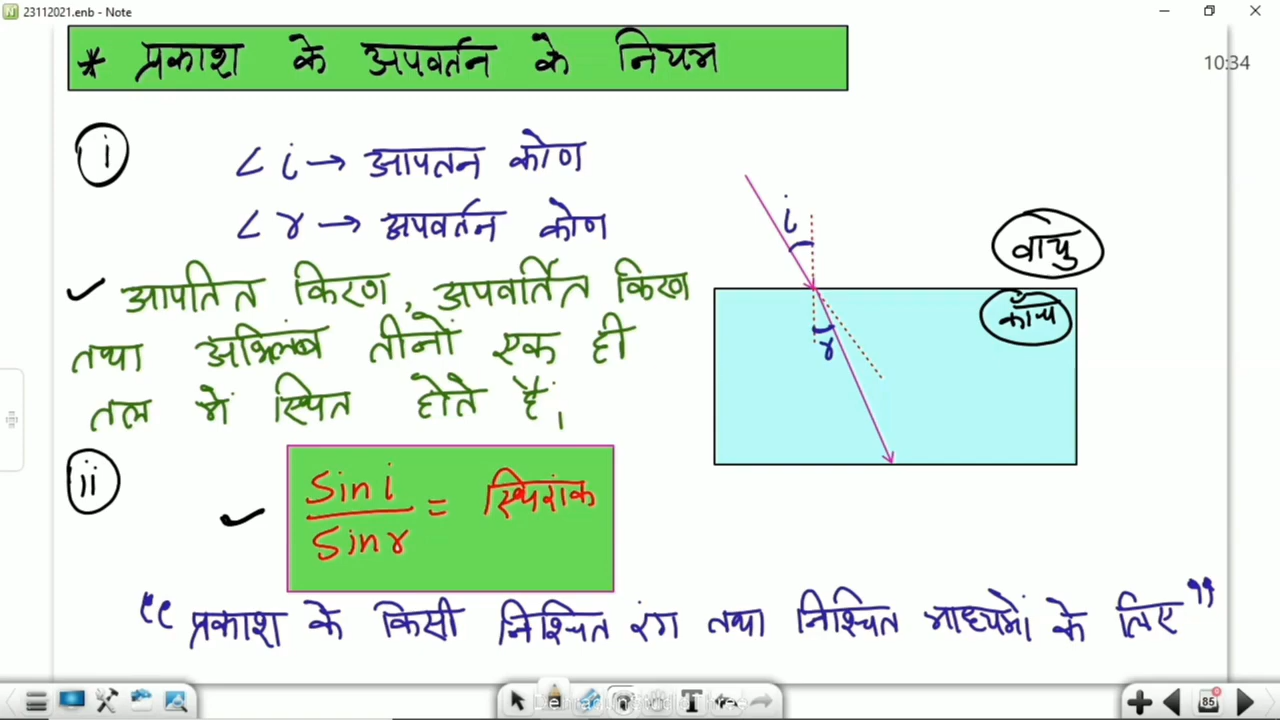 23112021.enb - Note
* प्रकाश के अपवर्तन के नियम
10:34
i
∠i → आपतन कोण
∠r → अपवर्तन कोण
आपतित किरण, अपवर्तित किरण
तथा अभिलंब तीनों एक ही
तल में स्थित होते हैं।
i
r
वायु
काँच
ii
Sin i
Sin r
= स्थिरांक
“प्रकाश के किसी निश्चित रंग तथा निश्चित माध्यमों के लिए”
85